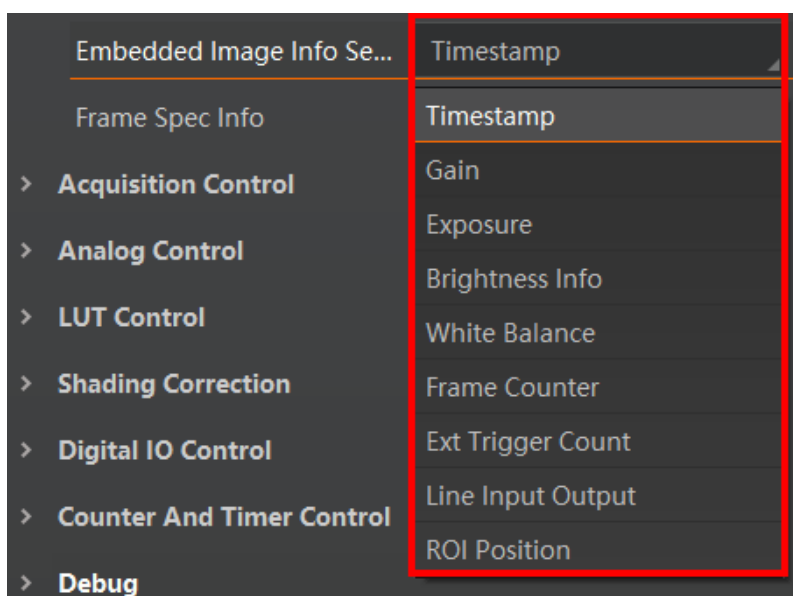 Embedded Image Info Se... Timestamp
Frame Spec Info
Timestamp
Gain
Exposure
Brightness Info
White Balance
Frame Counter
Ext Trigger Count
Line Input Output
ROI Position
> Acquisition Control
> Analog Control
> LUT Control
> Shading Correction
> Digital IO Control
> Counter And Timer Control
> Debug